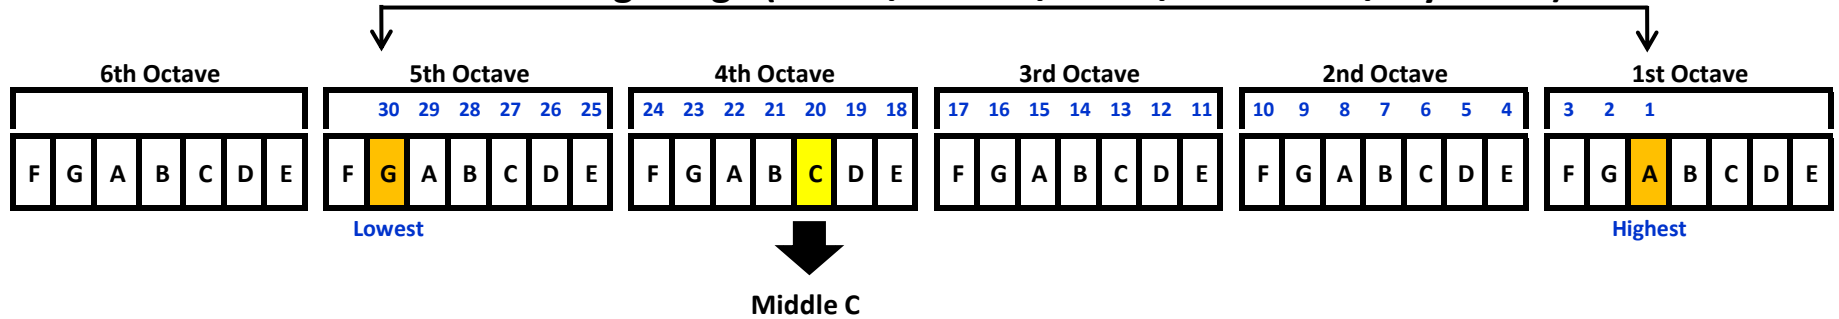 6th Octave 5th Octave 4th Octave 3rd Octave 2nd Octave 1st Octave
30 29 28 27 26 25 24 23 22 21 20 19 18 17 16 15 14 13 12 11 10 9 8 7 6 5 4 3 2 1
F G A B C D E F G A B C D E F G A B C D E F G A B C D E F G A B C D E F G A B C D E
Lowest Highest
Middle C